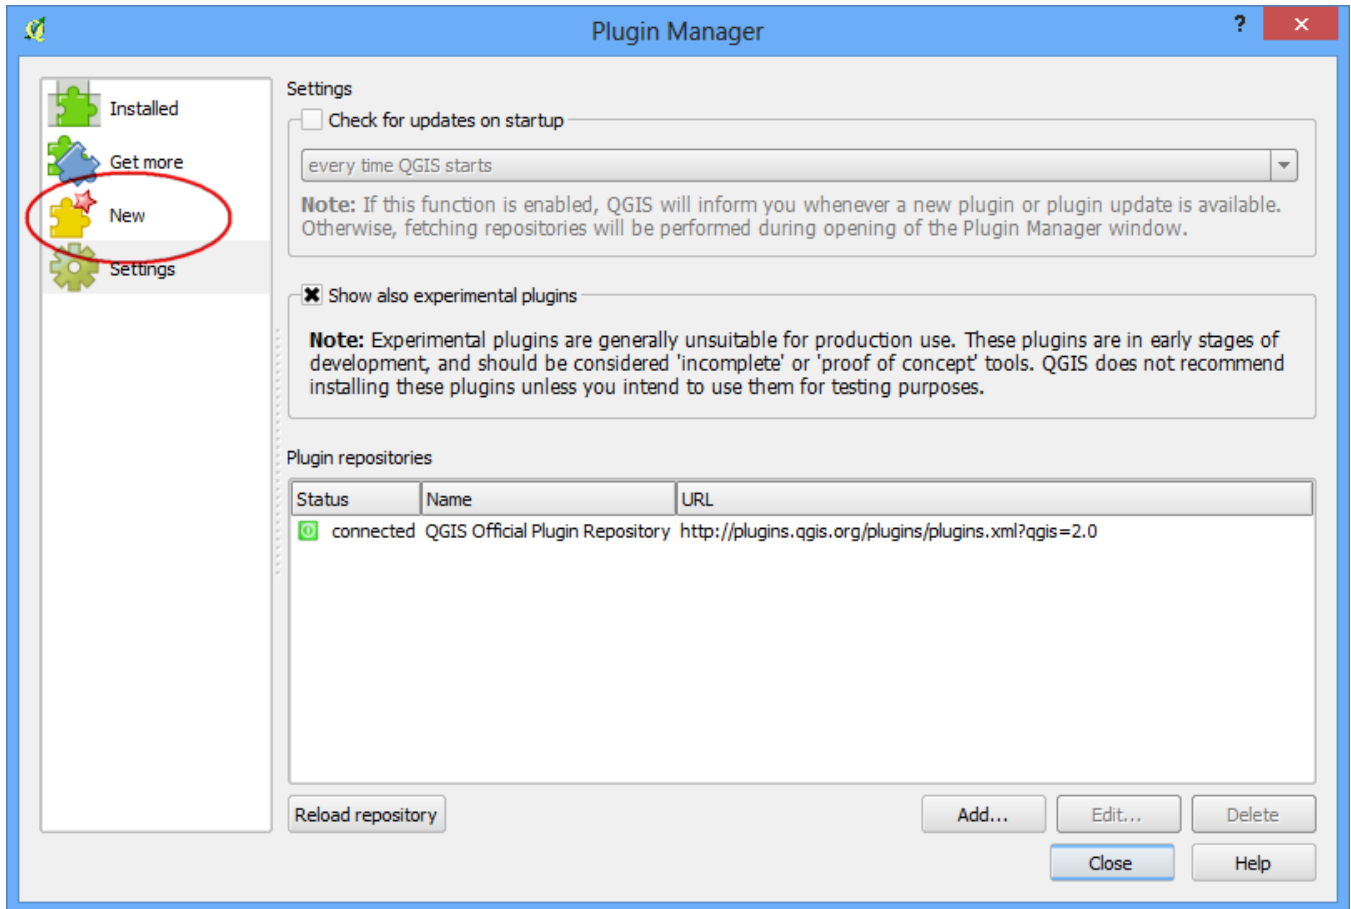 Plugin Manager
?
Installed
Get more
New
Settings
Settings
Check for updates on startup
every time QGIS starts
Note: If this function is enabled, QGIS will inform you whenever a new plugin or plugin update is available.
Otherwise, fetching repositories will be performed during opening of the Plugin Manager window.
Show also experimental plugins
Note: Experimental plugins are generally unsuitable for production use. These plugins are in early stages of
development, and should be considered 'incomplete' or 'proof of concept' tools. QGIS does not recommend
installing these plugins unless you intend to use them for testing purposes.
Plugin repositories
Status Name URL
connected QGIS Official Plugin Repository http://plugins.qgis.org/plugins/plugins.xml?qgis=2.0
Reload repository Add... Edit... Delete
Close Help